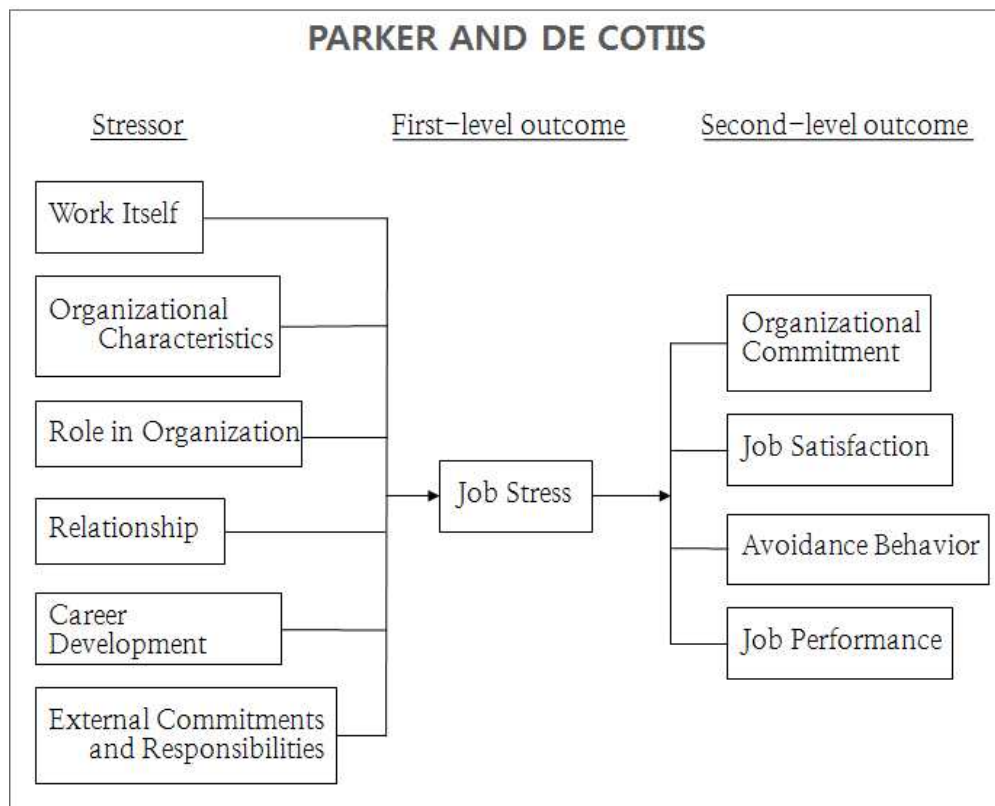 PARKER AND DE COTIIS
Stressor
First-level outcome
Second-level outcome
Work Itself
Organizational
Characteristics
Role in Organization
Relationship
Career
Development
External Commitments
and Responsibilities
Job Stress
Organizational
Commitment
Job Satisfaction
Avoidance Behavior
Job Performance